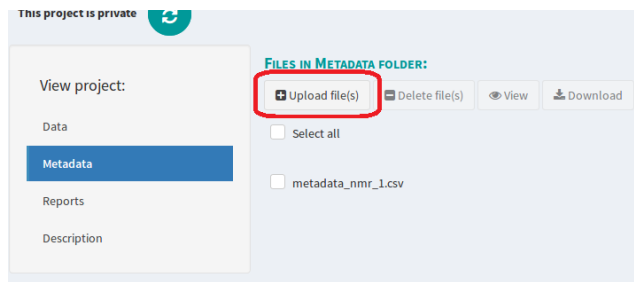 This project is private
FILES IN METADATA FOLDER:
View project:
Upload file(s)
Delete file(s)
View
Download
Data
Select all
Metadata
metadata_nmr_1.csv
Reports
Description